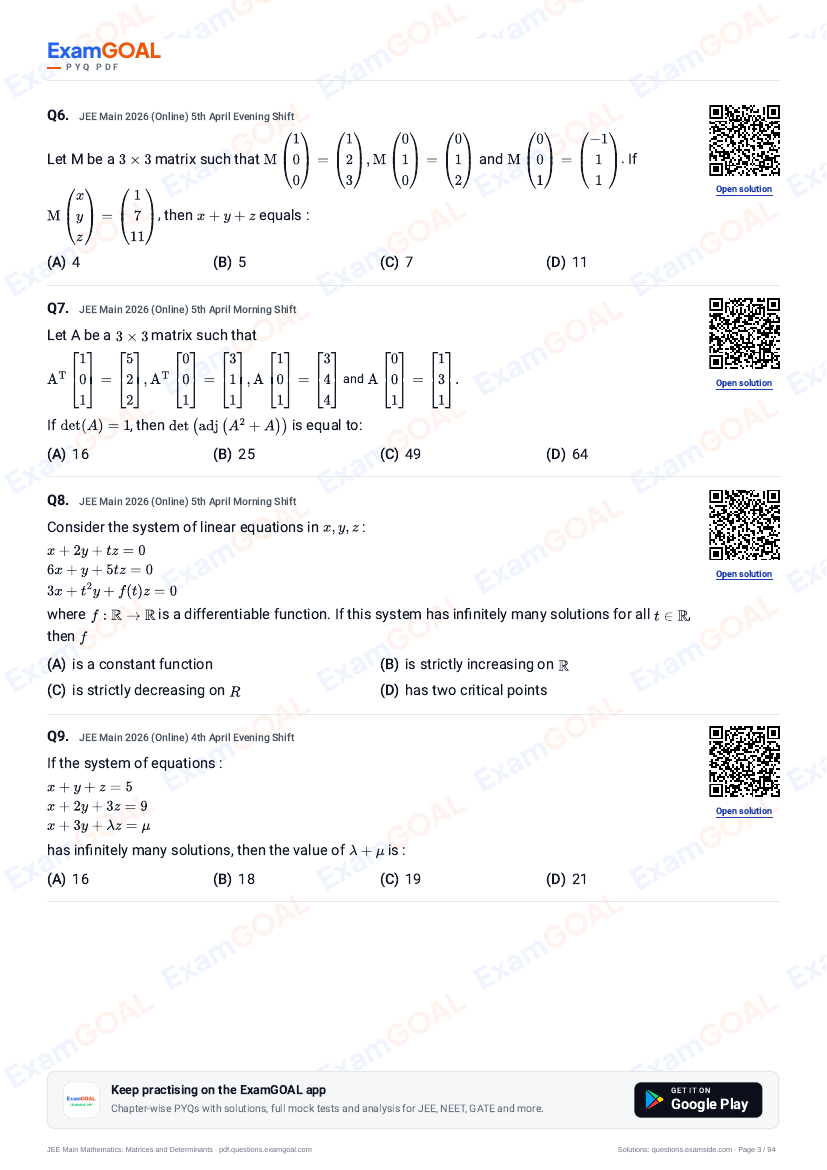 ExamGOAL
PYQ PDF
Q6. JEE Main 2026 (Online) 5th April Evening Shift
Let M be a 3 × 3 matrix such that M (1 0 0) = (1 2 3), M (0 1 0) = (0 1 2) and M (0 0 1) = (−1 1 1). If
M (x y z) = (1 7 11), then x + y + z equals :
(A) 4 (B) 5 (C) 7 (D) 11
Open solution
Q7. JEE Main 2026 (Online) 5th April Morning Shift
Let A be a 3 × 3 matrix such that
Aᵀ [1 0 1] = [5 2 2], Aᵀ [0 0 1] = [3 1 1], A [1 0 1] = [3 4 4] and A [0 0 1] = [1 3 1].
If det(A) = 1, then det (adj (A² + A)) is equal to:
(A) 16 (B) 25 (C) 49 (D) 64
Open solution
Q8. JEE Main 2026 (Online) 5th April Morning Shift
Consider the system of linear equations in x, y, z :
x + 2y + tz = 0
6x + y + 5tz = 0
3x + t²y + f(t)z = 0
where f : ℝ → ℝ is a differentiable function. If this system has infinitely many solutions for all t ∈ ℝ,
then f
(A) is a constant function (B) is strictly increasing on ℝ
(C) is strictly decreasing on R (D) has two critical points
Open solution
Q9. JEE Main 2026 (Online) 4th April Evening Shift
If the system of equations :
x + y + z = 5
x + 2y + 3z = 9
x + 3y + λz = μ
has infinitely many solutions, then the value of λ + μ is :
(A) 16 (B) 18 (C) 19 (D) 21
Open solution
Keep practising on the ExamGOAL app
Chapter-wise PYQs with solutions, full mock tests and analysis for JEE, NEET, GATE and more.
GET IT ON
Google Play
JEE Main Mathematics: Matrices and Determinants · pdf.questions.examgoal.com
Solutions: questions.examside.com · Page 3 / 94